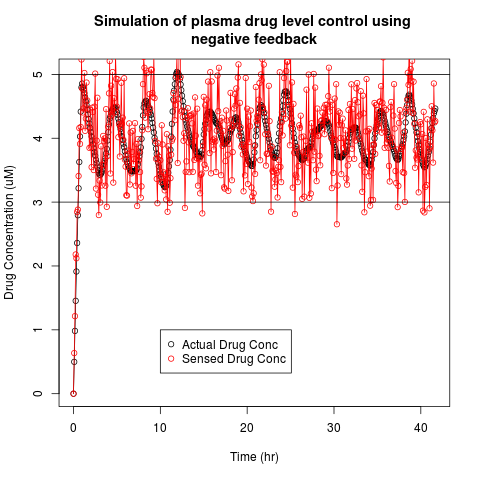 Simulation of plasma drug level control using
negative feedback
Drug Concentration (uM)
5
4
3
2
1
0
Actual Drug Conc
Sensed Drug Conc
0 10 20 30 40
Time (hr)